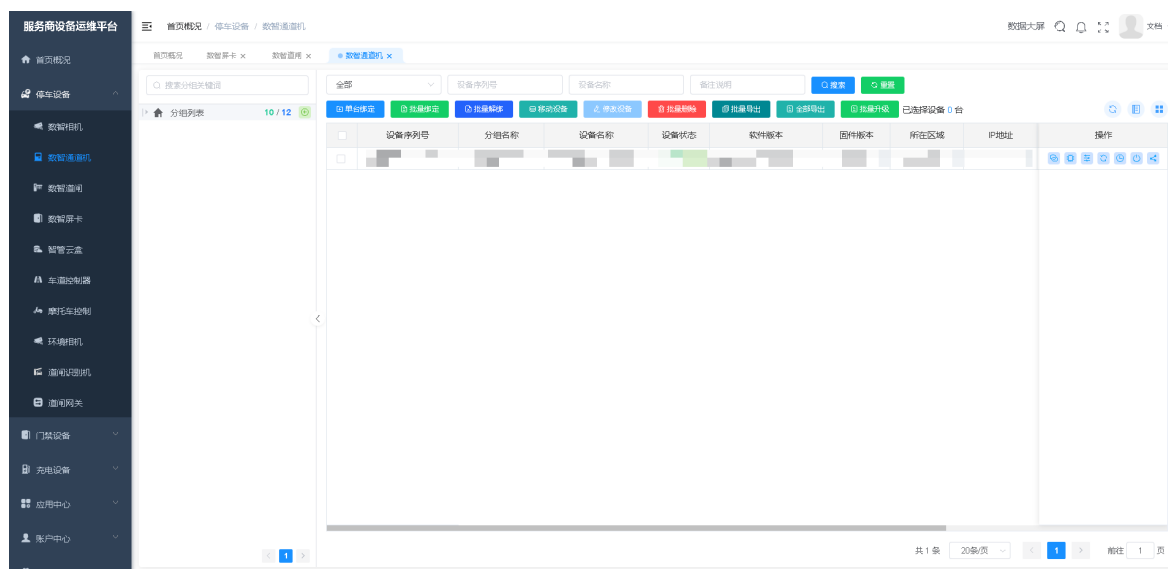 服务商设备运维平台
首页概况 / 停车设备 / 数智通道机
数据大屏
文档
首页概况
停车设备
数智相机
数智通道机
数智道闸
数智屏卡
智管云盒
车道控制器
摩托车控制
环境相机
道闸识别机
道闸网关
门禁设备
充电设备
应用中心
账户中心
首页概况 数智屏卡 × 数智道闸 × 数智通道机 ×
搜索分组关键词
分组列表 10 / 12
全部 设备序列号 设备名称 备注说明 搜索 重置
单台绑定 批量绑定 批量解绑 移动设备 修改设备 批量删除 批量导出 全部导出 批量升级 已选择设备 0 台
设备序列号 分组名称 设备名称 设备状态 软件版本 固件版本 所在区域 IP地址 操作
1
共 1 条 20条/页 1 前往 1 页